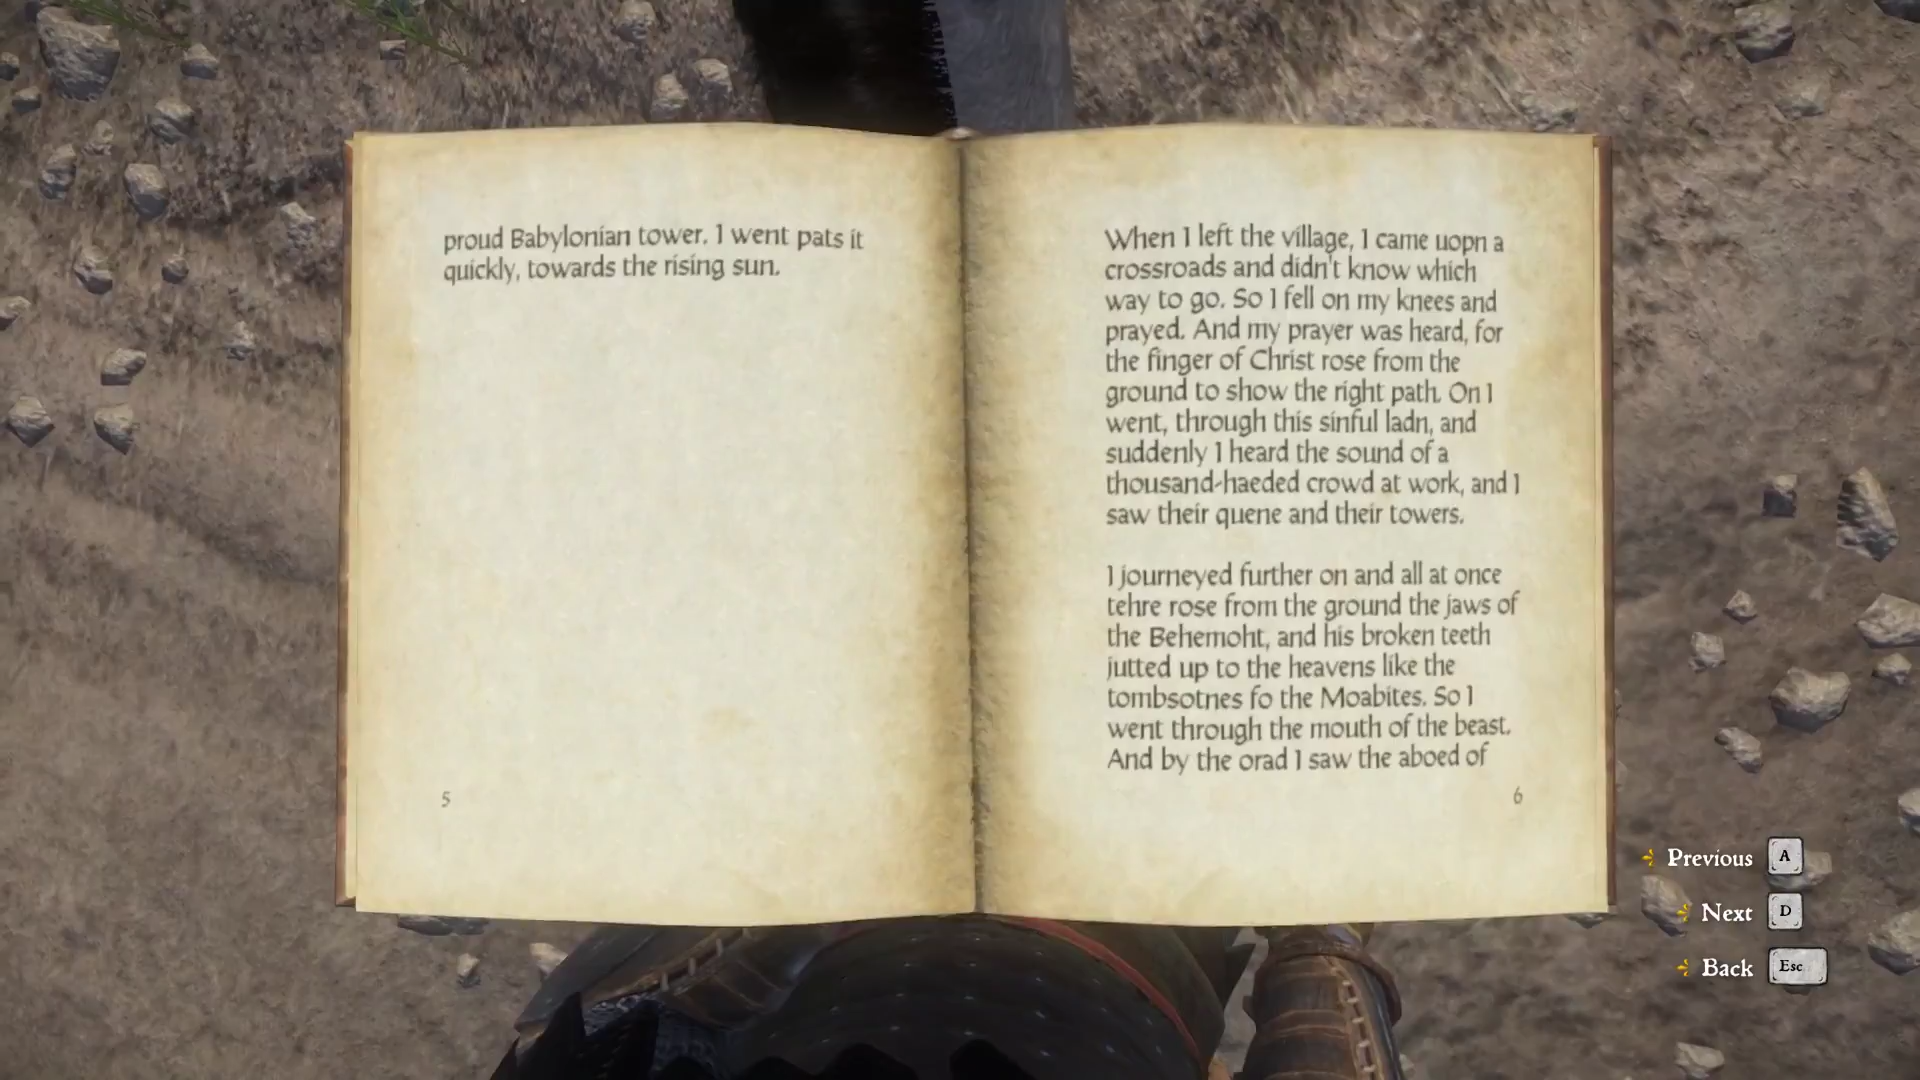 proud Babylonian tower. I went pats it
quickly, towards the rising sun.
5
When I left the village, I came uopn a
crossroads and didn't know which
way to go. So I fell on my knees and
prayed. And my prayer was heard, for
the finger of Christ rose from the
ground to show the right path. On I
went, through this sinful ladn, and
suddenly I heard the sound of a
thousand-haeded crowd at work, and I
saw their quene and their towers.
I journeyed further on and all at once
tehre rose from the ground the jaws of
the Behemoht, and his broken teeth
jutted up to the heavens like the
tombsotnes fo the Moabites. So I
went through the mouth of the beast.
And by the orad I saw the aboed of
6
Previous A
Next D
Back Esc